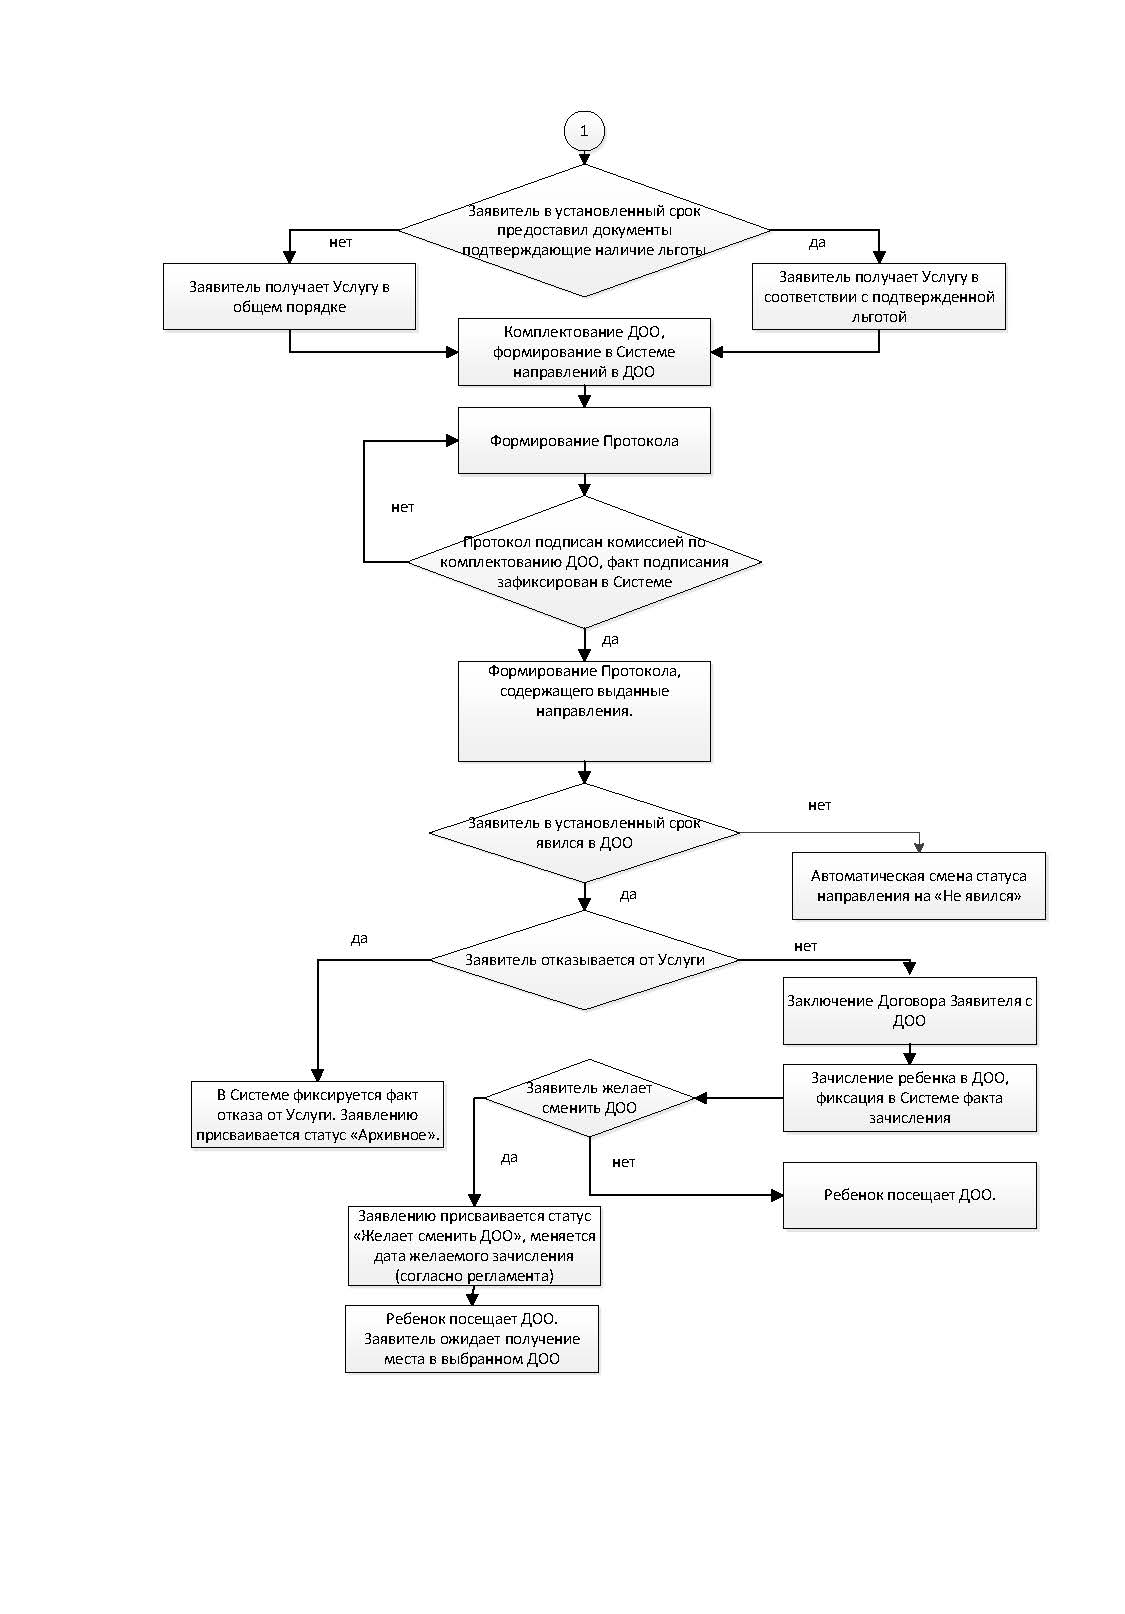 1
Заявитель в установленный срок
предоставил документы
подтверждающие наличие льготы
нет
да
Заявитель получает Услугу в
общем порядке
Заявитель получает Услугу в
соответствии с подтвержденной
льготой
Комплектование ДОО,
формирование в Системе
направлений в ДОО
Формирование Протокола
нет
Протокол подписан комиссией по
комплектованию ДОО, факт подписания
зафиксирован в Системе
да
Формирование Протокола,
содержащего выданные
направления.
нет
Заявитель в установленный срок
явился в ДОО
Автоматическая смена статуса
направления на «Не явился»
да
да
нет
Заявитель отказывается от Услуги
Заключение Договора Заявителя с
ДОО
В Системе фиксируется факт
отказа от Услуги. Заявлению
присваивается статус «Архивное».
Заявитель желает
сменить ДОО
Зачисление ребенка в ДОО,
фиксация в Системе факта
зачисления
да
нет
Ребенок посещает ДОО.
Заявлению присваивается статус
«Желает сменить ДОО», меняется
дата желаемого зачисления
(согласно регламента)
Ребенок посещает ДОО.
Заявитель ожидает получение
места в выбранном ДОО